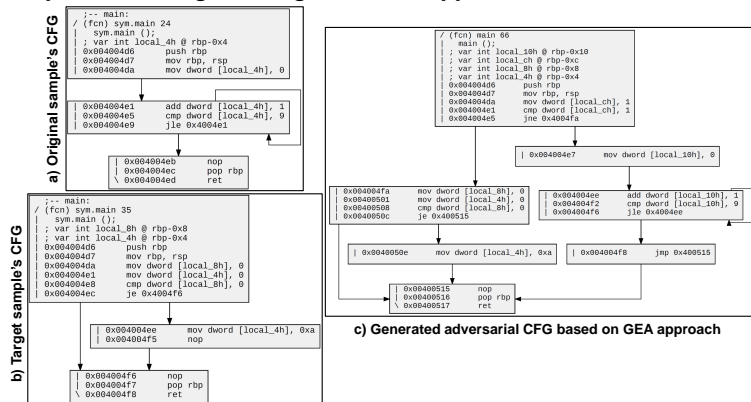 a) Original sample's CFG
;-- main:
/ (fcn) sym.main 24
| sym.main ();
| ; var int local_4h @ rbp-0x4
| 0x004004d6 push rbp
| 0x004004d7 mov rbp, rsp
| 0x004004da mov dword [local_4h], 0
| 0x004004e1 add dword [local_4h], 1
| 0x004004e5 cmp dword [local_4h], 9
| 0x004004e9 jle 0x4004e1
| 0x004004eb nop
| 0x004004ec pop rbp
\ 0x004004ed ret
b) Target sample's CFG
;-- main:
/ (fcn) sym.main 35
| sym.main ();
| ; var int local_8h @ rbp-0x8
| ; var int local_4h @ rbp-0x4
| 0x004004d6 push rbp
| 0x004004d7 mov rbp, rsp
| 0x004004da mov dword [local_8h], 0
| 0x004004e1 mov dword [local_4h], 0
| 0x004004e8 cmp dword [local_8h], 0
| 0x004004ec je 0x4004f6
| 0x004004ee mov dword [local_4h], 0xa
| 0x004004f5 nop
| 0x004004f6 nop
| 0x004004f7 pop rbp
\ 0x004004f8 ret
/ (fcn) main 66
| main ();
| ; var int local_10h @ rbp-0x10
| ; var int local_ch @ rbp-0xc
| ; var int local_8h @ rbp-0x8
| ; var int local_4h @ rbp-0x4
| 0x004004d6 push rbp
| 0x004004d7 mov rbp, rsp
| 0x004004da mov dword [local_ch], 1
| 0x004004e1 cmp dword [local_ch], 1
| 0x004004e5 jne 0x4004fa
| 0x004004e7 mov dword [local_10h], 0
| 0x004004fa mov dword [local_8h], 0
| 0x00400501 mov dword [local_4h], 0
| 0x00400508 cmp dword [local_8h], 0
| 0x0040050c je 0x400515
| 0x004004ee add dword [local_10h], 1
| 0x004004f2 cmp dword [local_10h], 9
| 0x004004f6 jle 0x4004ee
| 0x0040050e mov dword [local_4h], 0xa
| 0x004004f8 jmp 0x400515
| 0x00400515 nop
| 0x00400516 pop rbp
\ 0x00400517 ret
c) Generated adversarial CFG based on GEA approach